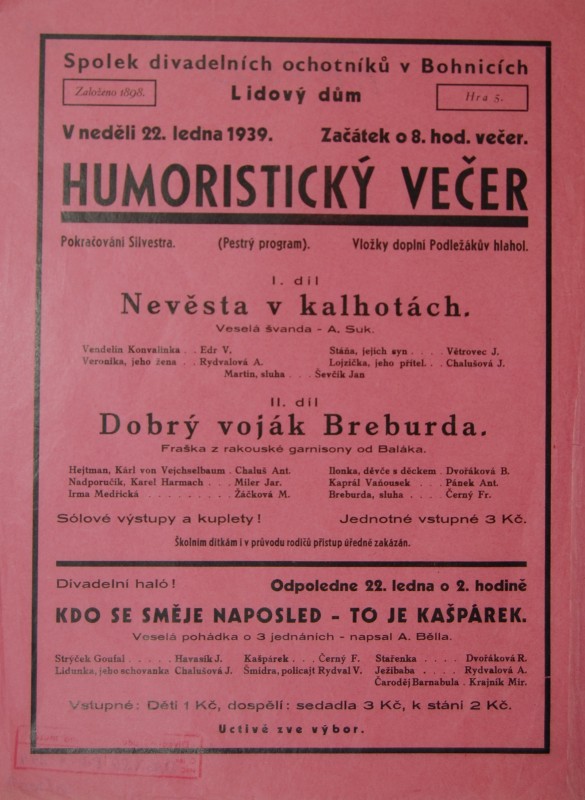 Spolek divadelních ochotníků v Bohnicích
Založeno 1898.
Lidový dům
Hra 5.
V neděli 22. ledna 1939. Začátek o 8. hod. večer.
HUMORISTICKÝ VEČER
Pokračování Silvestra. (Pestrý program). Vložky doplní Podležákův hlahol.
I. díl
Nevěsta v kalhotách.
Veselá švanda - A. Suk.
Vendelín Konvalinka . . Edr V. Stáňa, jejich syn . . . . Větrovec J.
Veronika, jeho žena . . Rydvalová A. Lojzička, jeho přítel. . . Chalušová J.
Martin, sluha . . . Ševčík Jan
II. díl
Dobrý voják Breburda.
Fraška z rakouské garnisony od Baláka.
Hejtman, Kárl von Vejchselbaum . Chaluš Ant. Ilonka, děvče s děckem . Dvořáková B.
Nadporučík, Karel Harmach . . . Miler Jar. Kaprál Vaňousek . . . Pánek Ant.
Irma Medřická . . . . . . . . . Žáčková M. Breburda, sluha . . . Černý Fr.
Sólové výstupy a kuplety! Jednotné vstupné 3 Kč.
Školním dítkám i v průvodu rodičů přístup úředně zakázán.
Divadelní haló! Odpoledne 22. ledna o 2. hodině
KDO SE SMĚJE NAPOSLED - TO JE KAŠPÁREK.
Veselá pohádka o 3 jednáních - napsal A. Bělla.
Strýček Goufal . . . . . Havasík J. Kašpárek . . . Černý F. Stařenka . . . . Dvořáková R.
Lidunka, jeho schovanka Chalušová J. Šmidra, policajt Rydval V. Ježibaba . . . . Rydvalová A.
Čaroděj Barnabula . Krajník Mir.
Vstupné: Děti 1 Kč, dospělí: sedadla 3 Kč, k stání 2 Kč.
Uctivě zve výbor.